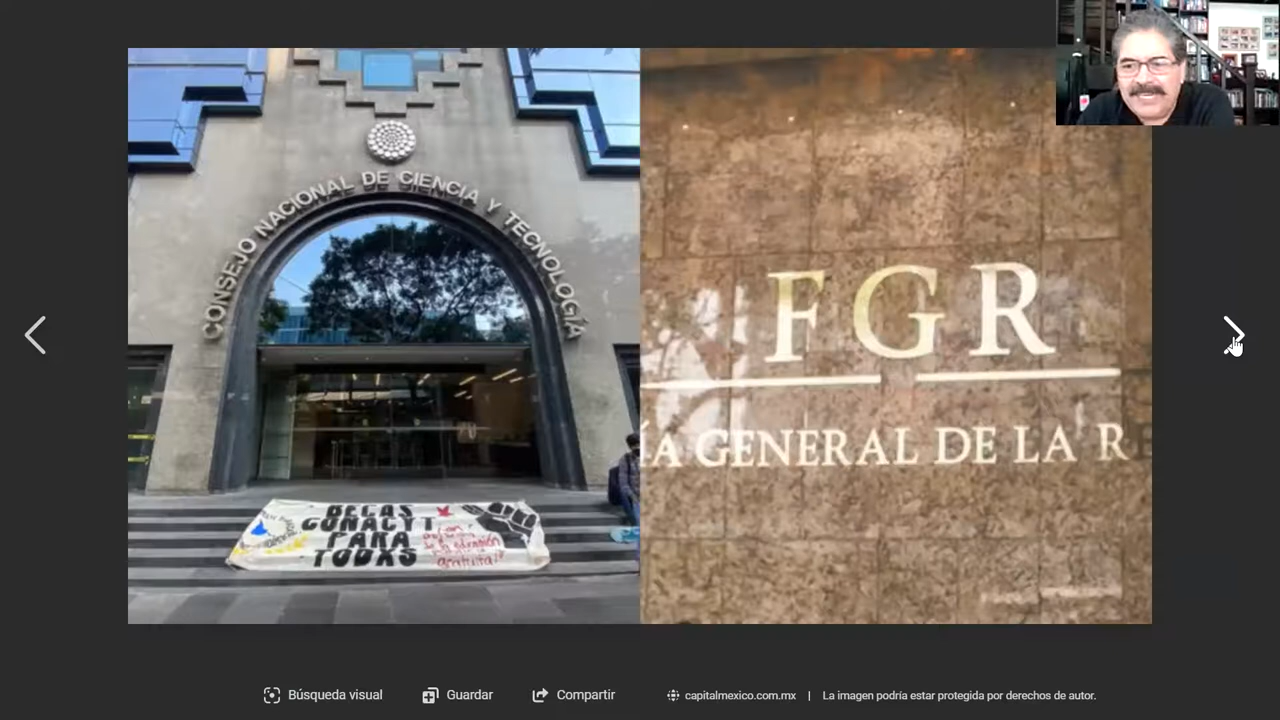 CONSEJO NACIONAL DE CIENCIA Y TECNOLOGÍA
BECAS
CONACYT
PARA
TODXS
gratuita!!
FGR
ÍA GENERAL DE LA R
Búsqueda visual
Guardar
Compartir
capitalmexico.com.mx | La imagen podría estar protegida por derechos de autor.